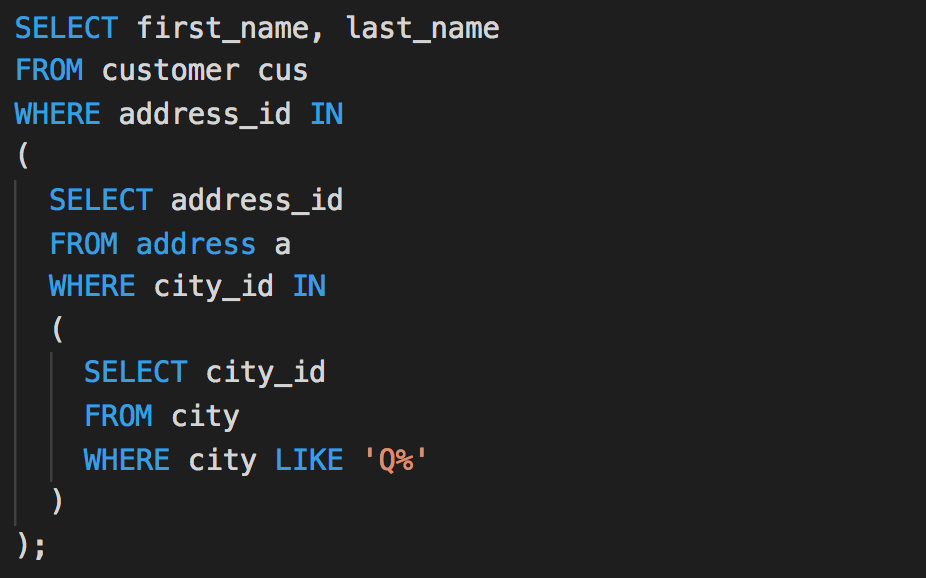 SELECT first_name, last_name
FROM customer cus
WHERE address_id IN
(
  SELECT address_id
  FROM address a
  WHERE city_id IN
  (
    SELECT city_id
    FROM city
    WHERE city LIKE 'Q%'
  )
);